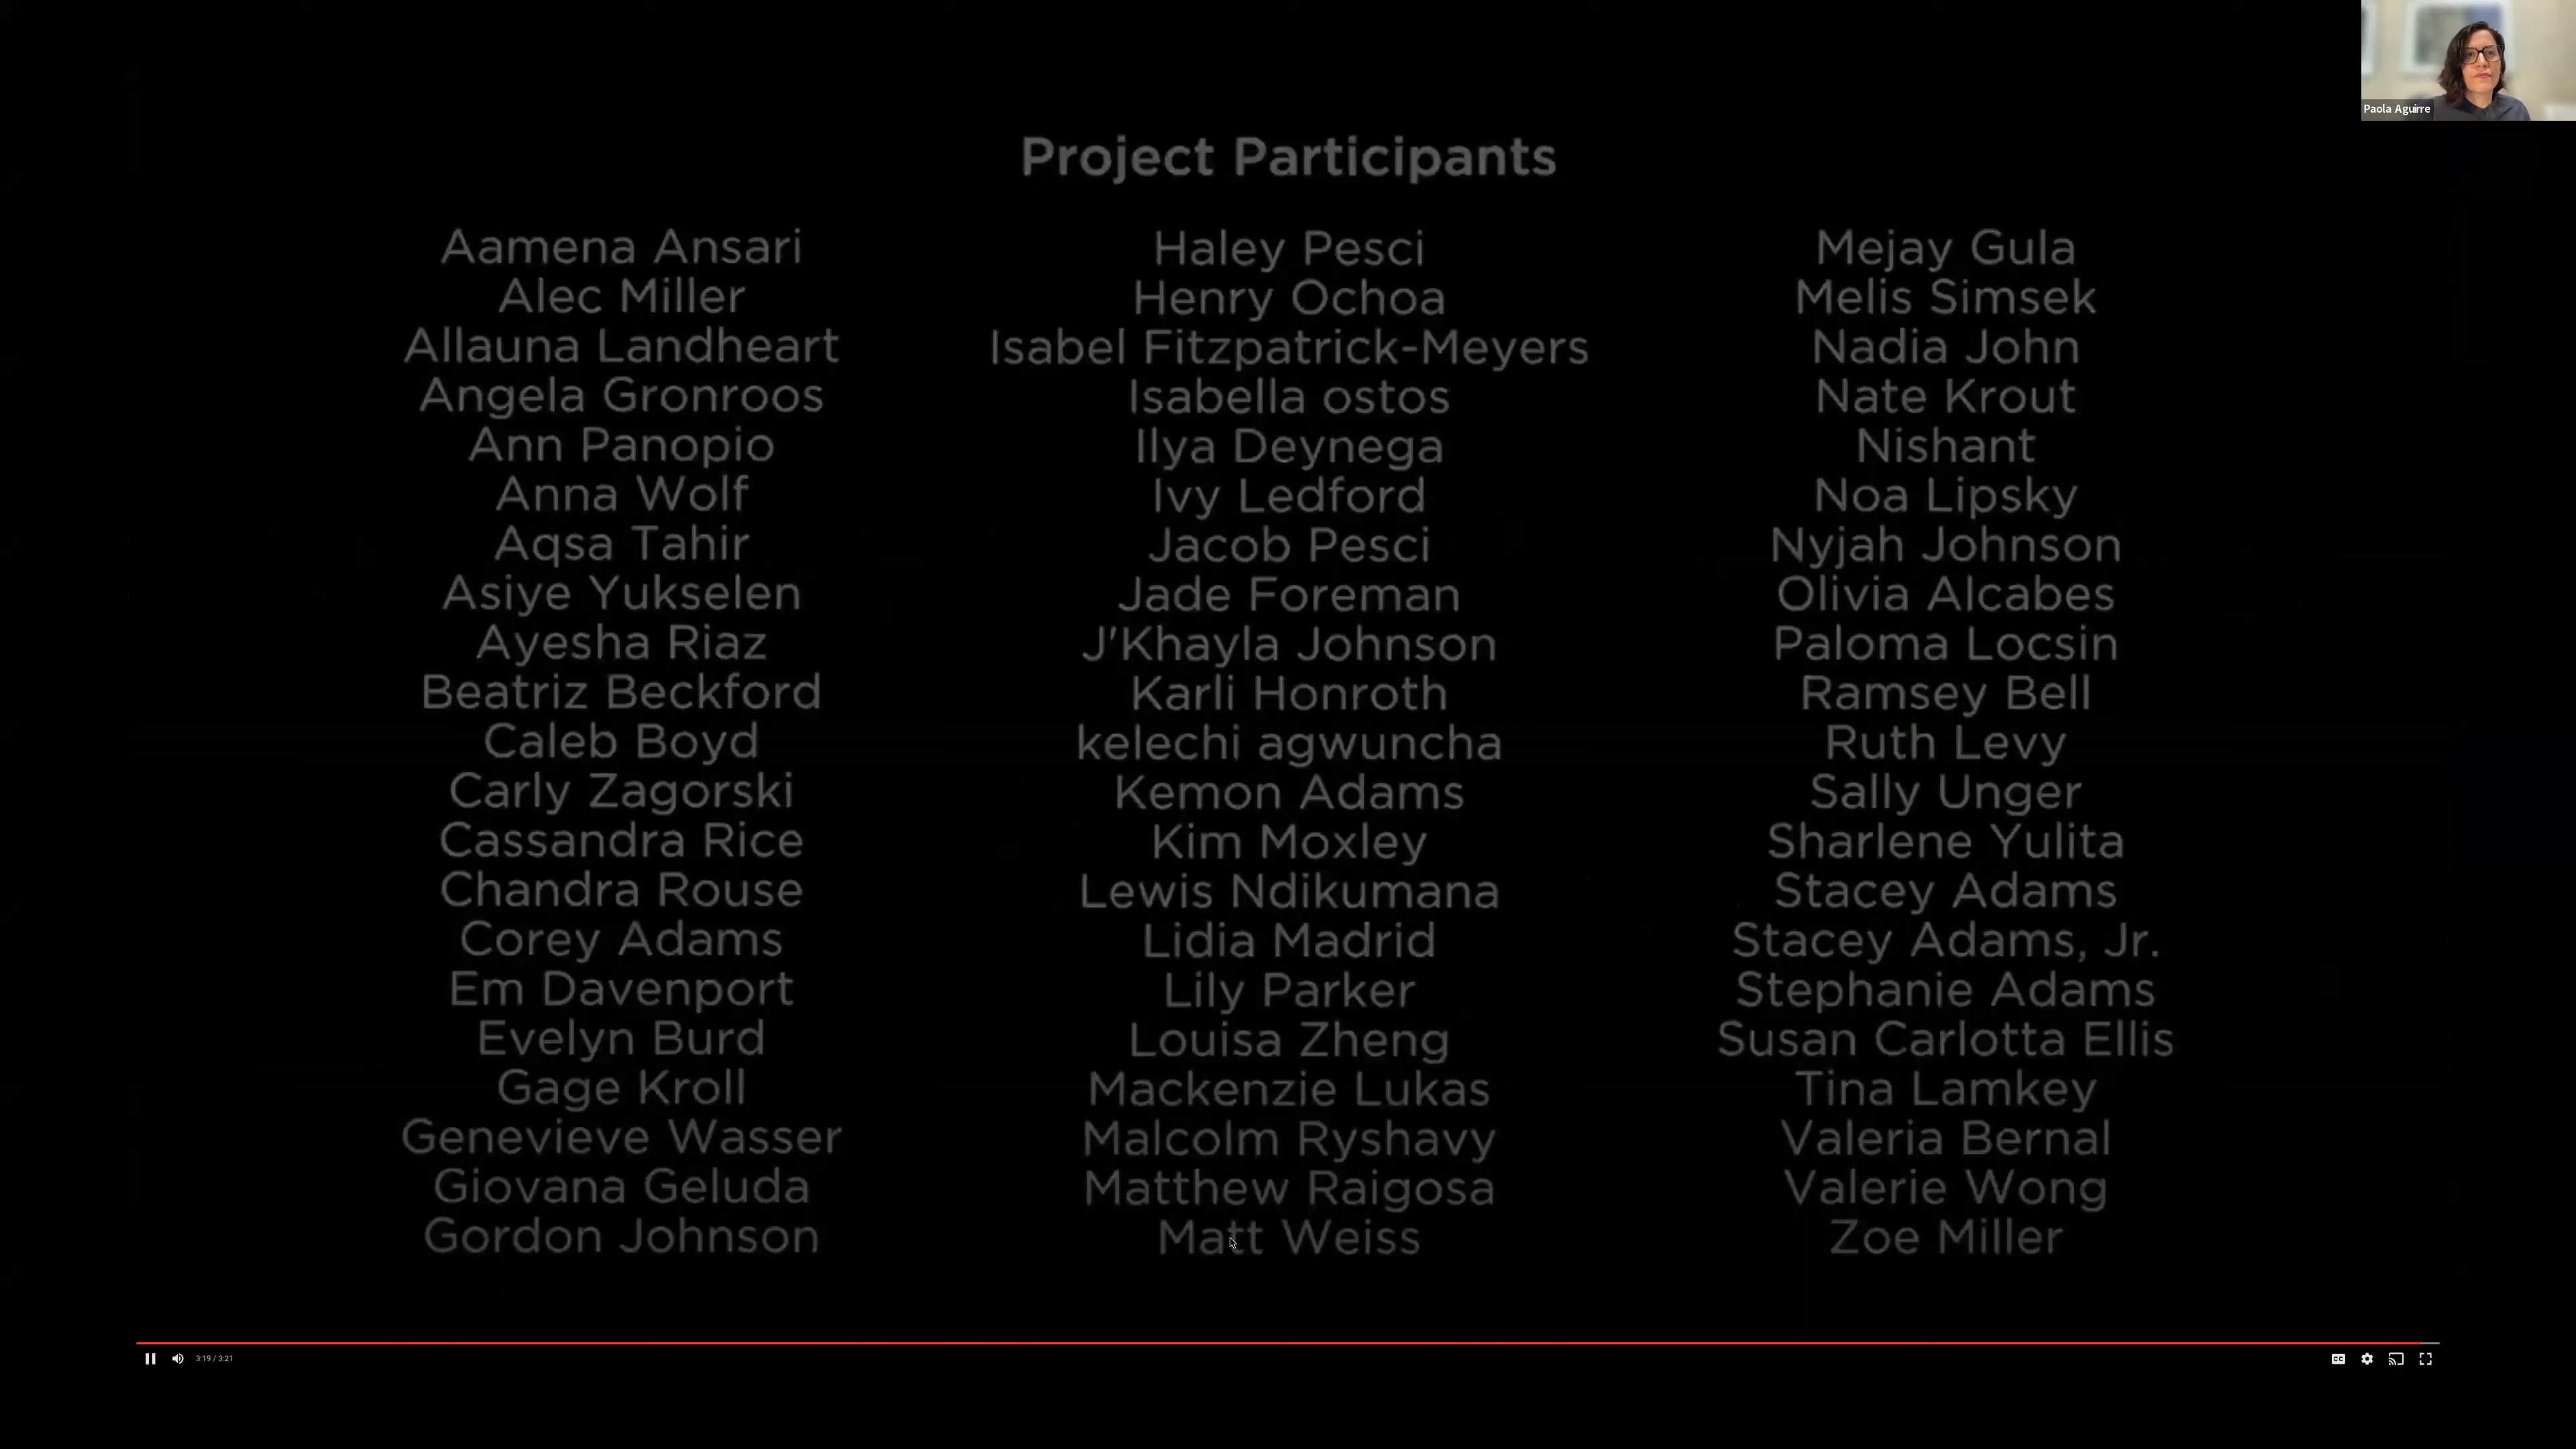 Paola Aguirre
Project Participants
Aamena Ansari
Alec Miller
Allauna Landheart
Angela Gronroos
Ann Panopio
Anna Wolf
Aqsa Tahir
Asiye Yukselen
Ayesha Riaz
Beatriz Beckford
Caleb Boyd
Carly Zagorski
Cassandra Rice
Chandra Rouse
Corey Adams
Em Davenport
Evelyn Burd
Gage Kroll
Genevieve Wasser
Giovana Geluda
Gordon Johnson
Haley Pesci
Henry Ochoa
Isabel Fitzpatrick-Meyers
Isabella ostos
Ilya Deynega
Ivy Ledford
Jacob Pesci
Jade Foreman
J'Khayla Johnson
Karli Honroth
kelechi agwuncha
Kemon Adams
Kim Moxley
Lewis Ndikumana
Lidia Madrid
Lily Parker
Louisa Zheng
Mackenzie Lukas
Malcolm Ryshavy
Matthew Raigosa
Matt Weiss
Mejay Gula
Melis Simsek
Nadia John
Nate Krout
Nishant
Noa Lipsky
Nyjah Johnson
Olivia Alcabes
Paloma Locsin
Ramsey Bell
Ruth Levy
Sally Unger
Sharlene Yulita
Stacey Adams
Stacey Adams, Jr.
Stephanie Adams
Susan Carlotta Ellis
Tina Lamkey
Valeria Bernal
Valerie Wong
Zoe Miller
3:19 / 3:21
CC